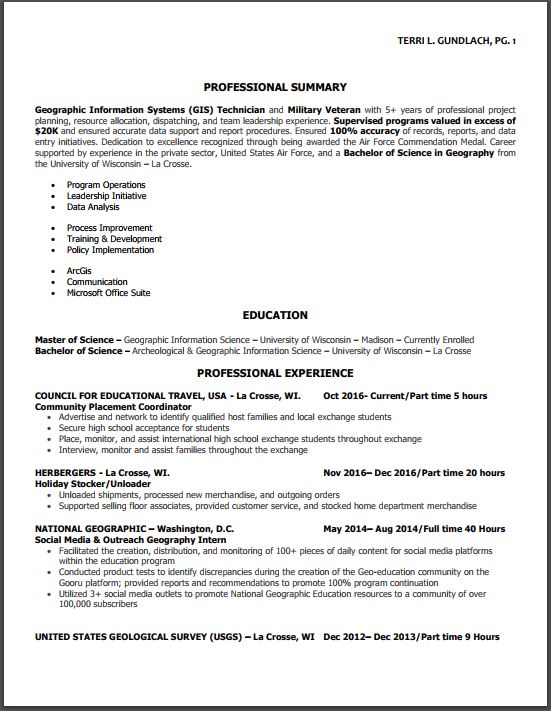 TERRI L. GUNDLACH, PG. 1
PROFESSIONAL SUMMARY
Geographic Information Systems (GIS) Technician and Military Veteran with 5+ years of professional project
planning, resource allocation, dispatching, and team leadership experience. Supervised programs valued in excess of
$20K and ensured accurate data support and report procedures. Ensured 100% accuracy of records, reports, and data
entry initiatives. Dedication to excellence recognized through being awarded the Air Force Commendation Medal. Career
supported by experience in the private sector, United States Air Force, and a Bachelor of Science in Geography from
the University of Wisconsin – La Crosse.
• Program Operations
• Leadership Initiative
• Data Analysis
• Process Improvement
• Training & Development
• Policy Implementation
• ArcGis
• Communication
• Microsoft Office Suite
EDUCATION
Master of Science – Geographic Information Science – University of Wisconsin – Madison – Currently Enrolled
Bachelor of Science – Archeological & Geographic Information Science – University of Wisconsin – La Crosse
PROFESSIONAL EXPERIENCE
COUNCIL FOR EDUCATIONAL TRAVEL, USA - La Crosse, WI. Oct 2016- Current/Part time 5 hours
Community Placement Coordinator
• Advertise and network to identify qualified host families and local exchange students
• Secure high school acceptance for students
• Place, monitor, and assist international high school exchange students throughout exchange
• Interview, monitor and assist families throughout the exchange
HERBERGERS - La Crosse, WI. Nov 2016– Dec 2016/Part time 20 hours
Holiday Stocker/Unloader
• Unloaded shipments, processed new merchandise, and outgoing orders
• Supported selling floor associates, provided customer service, and stocked home department merchandise
NATIONAL GEOGRAPHIC – Washington, D.C. May 2014– Aug 2014/Full time 40 Hours
Social Media & Outreach Geography Intern
• Facilitated the creation, distribution, and monitoring of 100+ pieces of daily content for social media platforms
within the education program
• Conducted product tests to identify discrepancies during the creation of the Geo-education community on the
Gooru platform; provided reports and recommendations to promote 100% program continuation
• Utilized 3+ social media outlets to promote National Geographic Education resources to a community of over
100,000 subscribers
UNITED STATES GEOLOGICAL SURVEY (USGS) – La Crosse, WI Dec 2012– Dec 2013/Part time 9 Hours